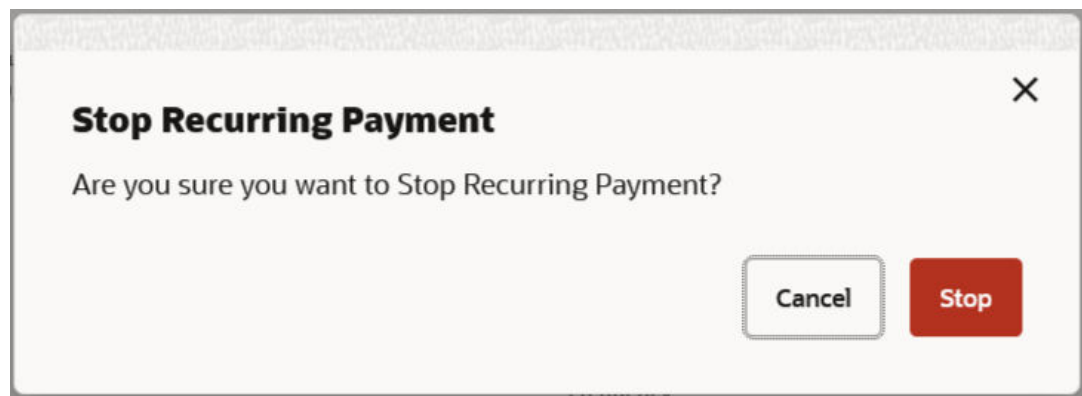 Stop Recurring Payment
Are you sure you want to Stop Recurring Payment?
Cancel
Stop